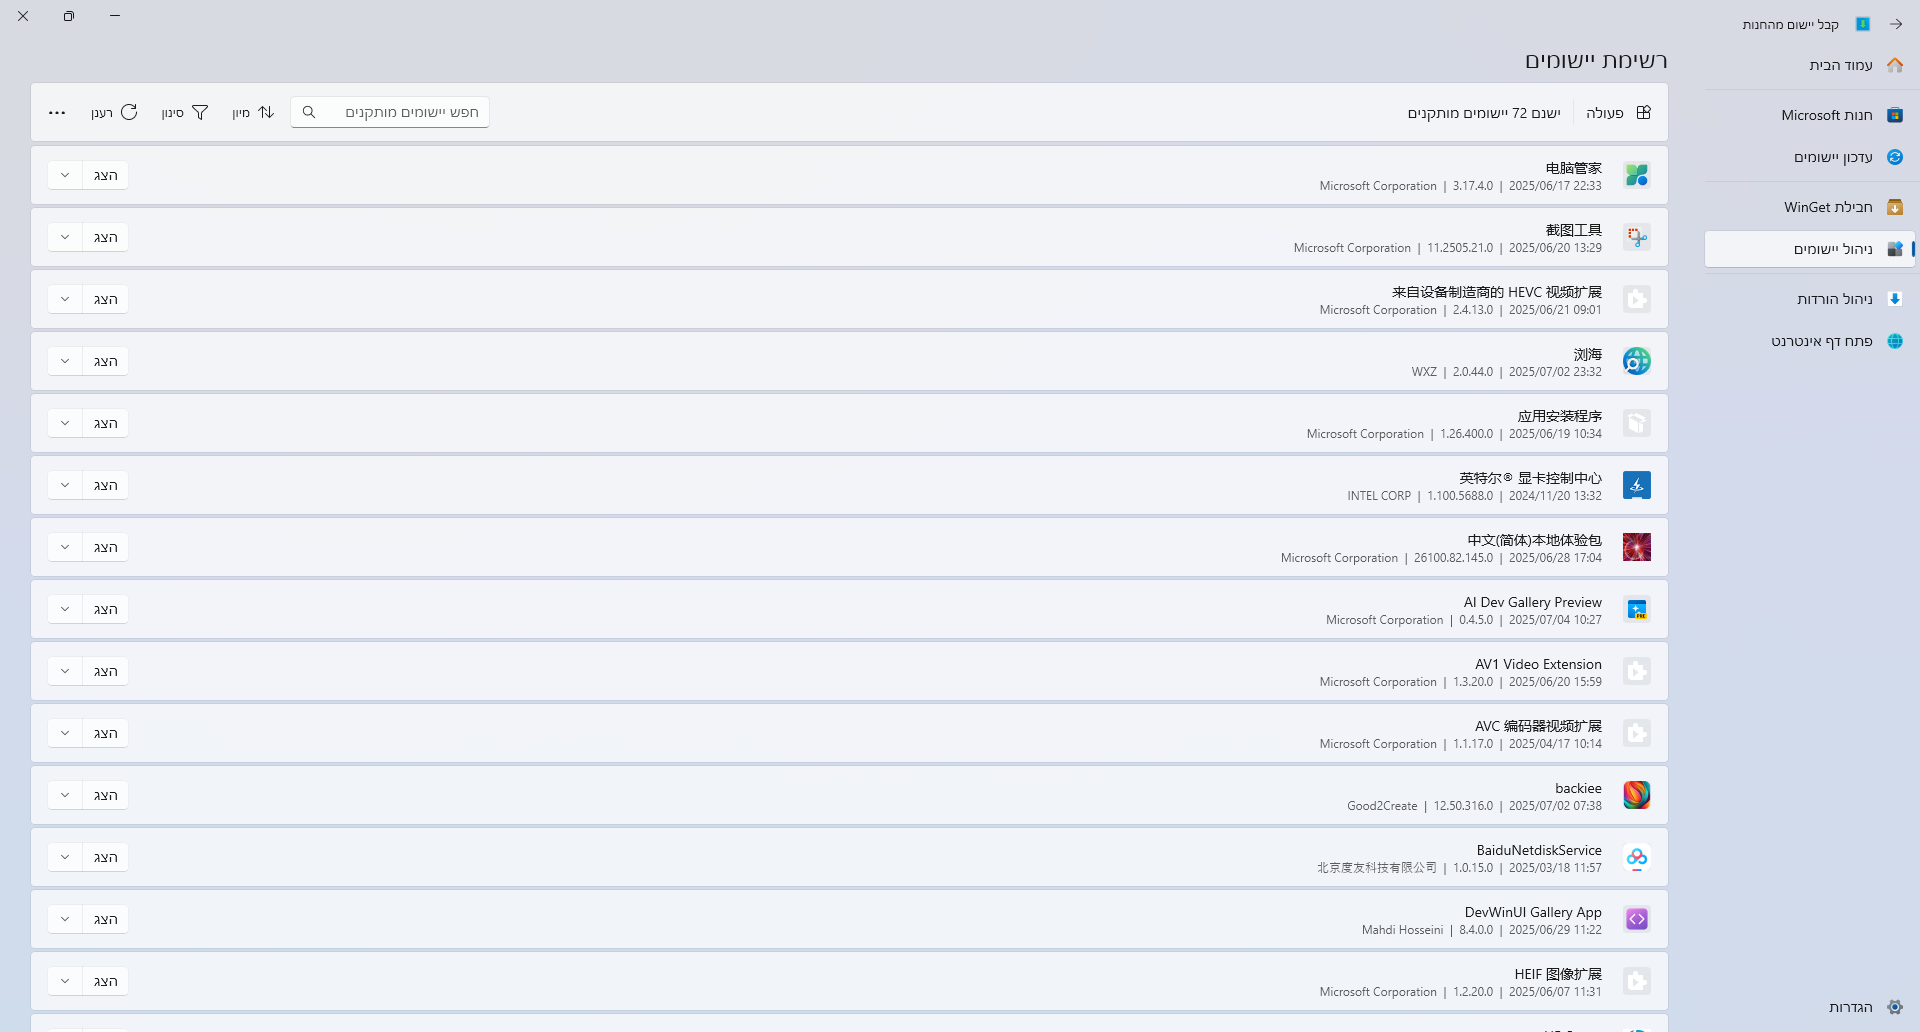 קבל יישום מהחנות
עמוד הבית
חנות Microsoft
עדכון יישומים
חבילת WinGet
ניהול יישומים
ניהול הורדות
פתח דף אינטרנט
הגדרות
רשימת יישומים
פעולה
ישנם 72 יישומים מותקנים
חפש יישומים מותקנים
מיון
סינון
רענן
电脑管家
Microsoft Corporation | 3.17.4.0 | 2025/06/17 22:33
הצג
截图工具
Microsoft Corporation | 11.2505.21.0 | 2025/06/20 13:29
הצג
来自设备制造商的 HEVC 视频扩展
Microsoft Corporation | 2.4.13.0 | 2025/06/21 09:01
הצג
浏海
WXZ | 2.0.44.0 | 2025/07/02 23:32
הצג
应用安装程序
Microsoft Corporation | 1.26.400.0 | 2025/06/19 10:34
הצג
英特尔® 显卡控制中心
INTEL CORP | 1.100.5688.0 | 2024/11/20 13:32
הצג
中文(简体)本地体验包
Microsoft Corporation | 26100.82.145.0 | 2025/06/28 17:04
הצג
AI Dev Gallery Preview
Microsoft Corporation | 0.4.5.0 | 2025/07/04 10:27
הצג
AV1 Video Extension
Microsoft Corporation | 1.3.20.0 | 2025/06/20 15:59
הצג
AVC 编码器视频扩展
Microsoft Corporation | 1.1.17.0 | 2025/04/17 10:14
הצג
backiee
Good2Create | 12.50.316.0 | 2025/07/02 07:38
הצג
BaiduNetdiskService
北京度友科技有限公司 | 1.0.15.0 | 2025/03/18 11:57
הצג
DevWinUI Gallery App
Mahdi Hosseini | 8.4.0.0 | 2025/06/29 11:22
הצג
HEIF 图像扩展
Microsoft Corporation | 1.2.20.0 | 2025/06/07 11:31
הצג